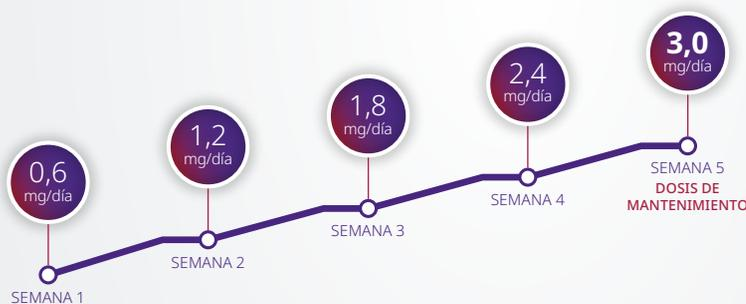 0,6
mg/día
SEMANA 1
1,2
mg/día
SEMANA 2
1,8
mg/día
SEMANA 3
2,4
mg/día
SEMANA 4
3,0
mg/día
SEMANA 5
DOSIS DE
MANTENIMIENTO